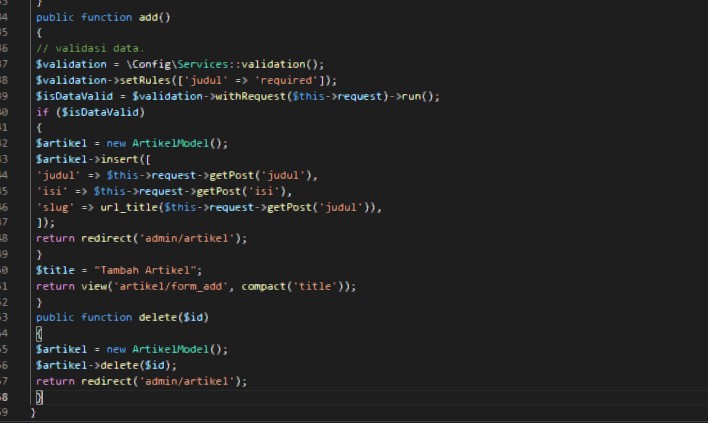 }
34 public function add()
35 {
36 // validasi data.
37 $validation = \Config\Services::validation();
38 $validation->setRules(['judul' => 'required']);
39 $isDataValid = $validation->withRequest($this->request)->run();
40 if ($isDataValid)
41 {
42 $artikel = new ArtikelModel();
43 $artikel->insert([
44 'judul' => $this->request->getPost('judul'),
45 'isi' => $this->request->getPost('isi'),
46 'slug' => url_title($this->request->getPost('judul')),
47 ]);
48 return redirect('admin/artikel');
49 }
50 $title = "Tambah Artikel";
51 return view('artikel/form_add', compact('title'));
52 }
53 public function delete($id)
54 {
55 $artikel = new ArtikelModel();
56 $artikel->delete($id);
57 return redirect('admin/artikel');
58 }
59 }